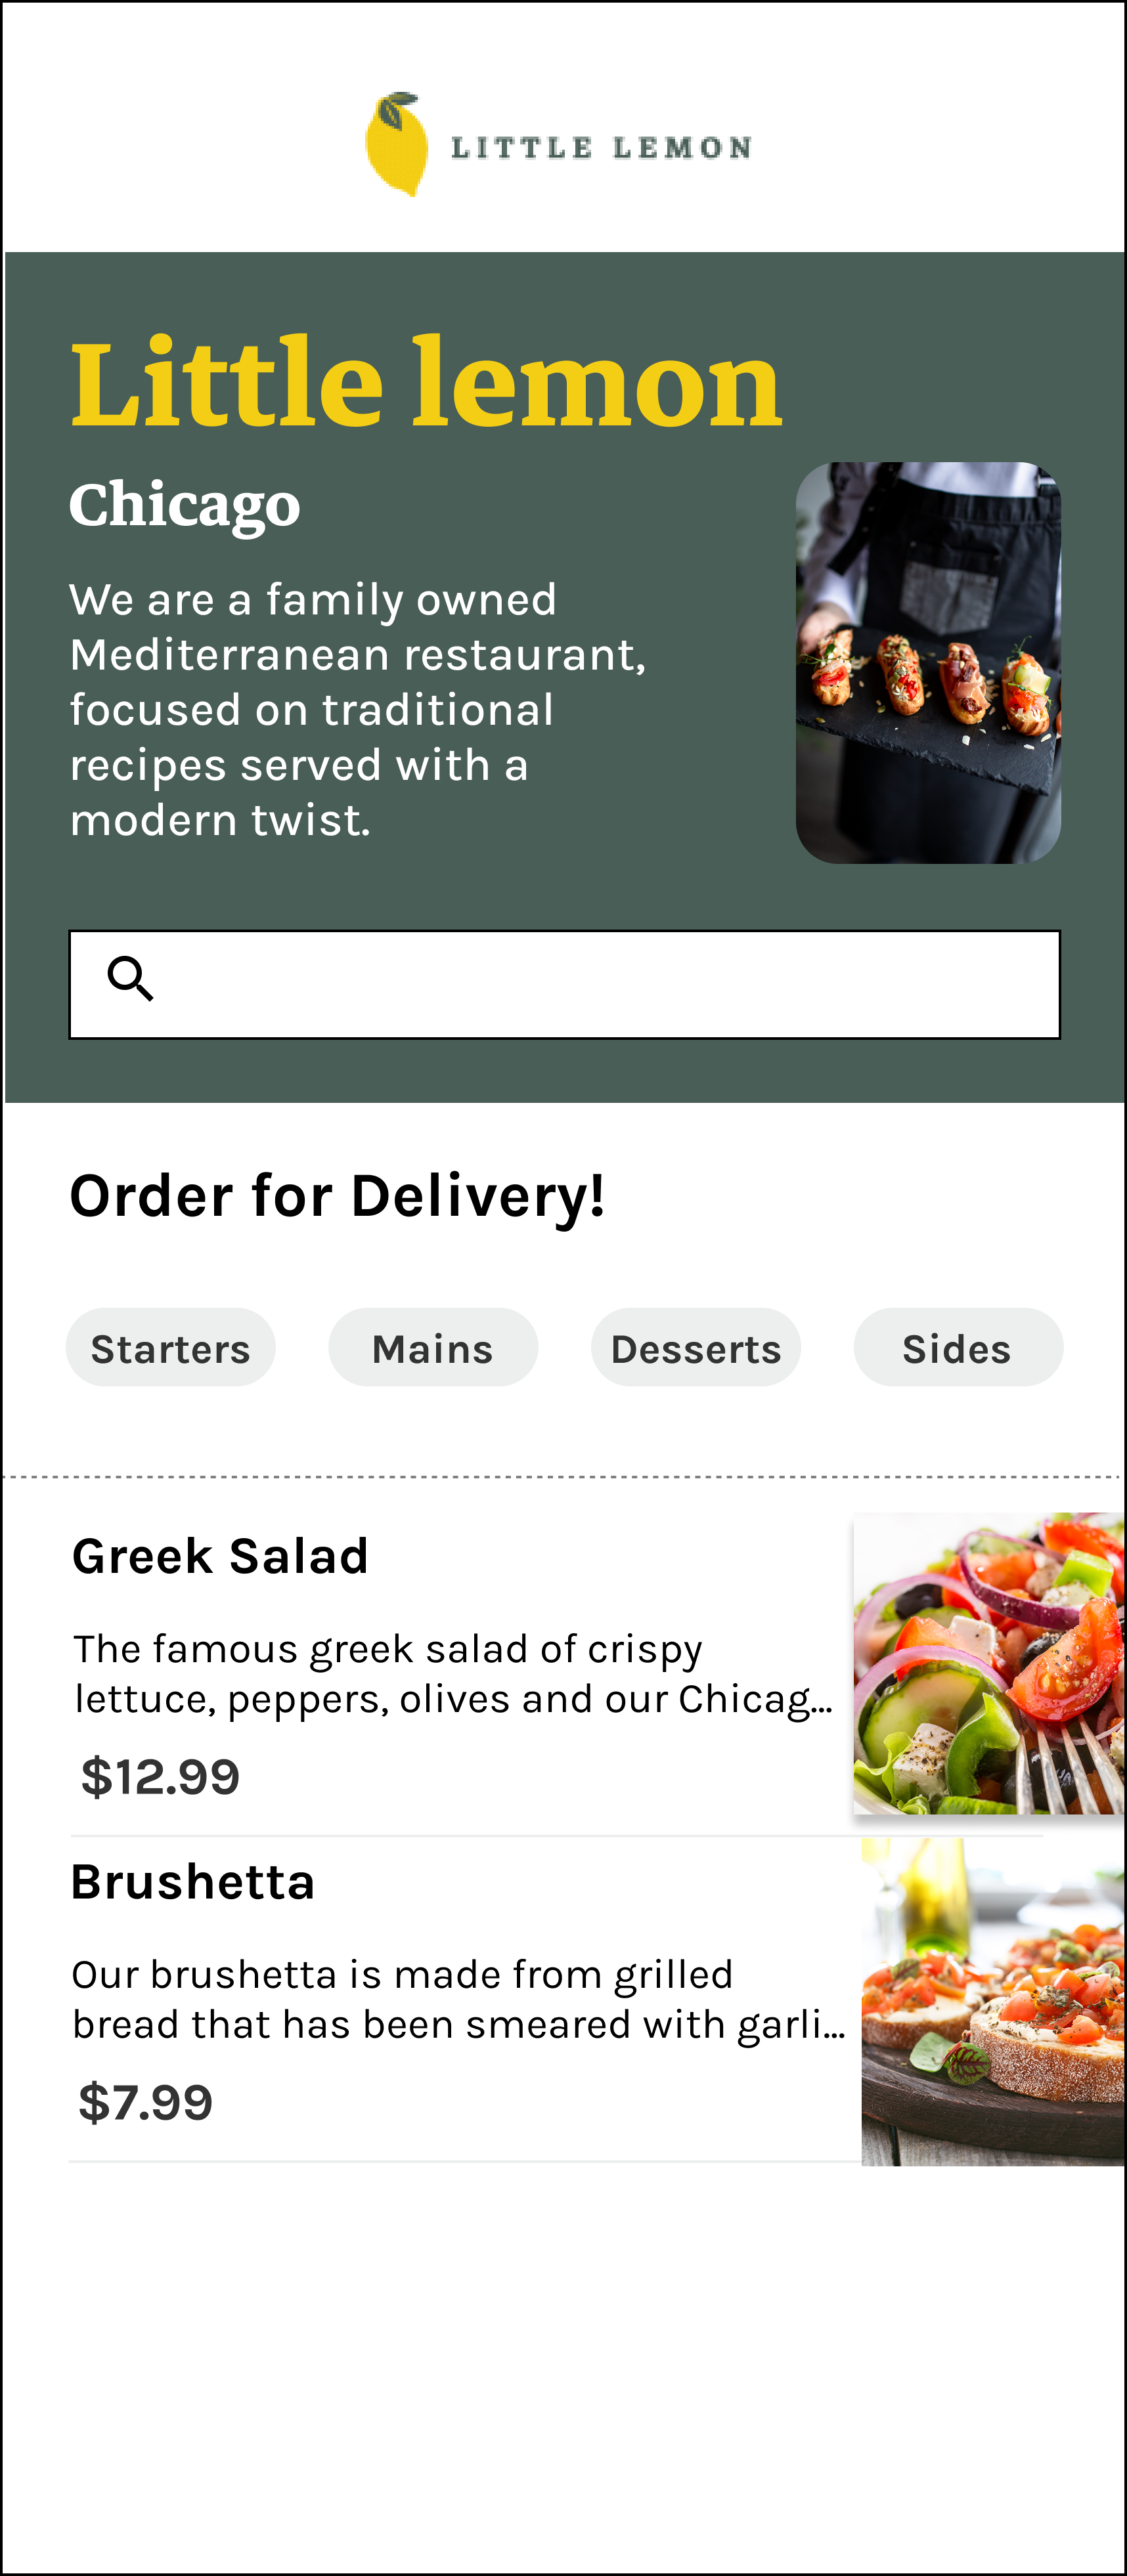 LITTLE LEMON
Little lemon
Chicago
We are a family owned
Mediterranean restaurant,
focused on traditional
recipes served with a
modern twist.
Order for Delivery!
Starters Mains Desserts Sides
Greek Salad
The famous greek salad of crispy
lettuce, peppers, olives and our Chicag...
$12.99
Brushetta
Our brushetta is made from grilled
bread that has been smeared with garli...
$7.99